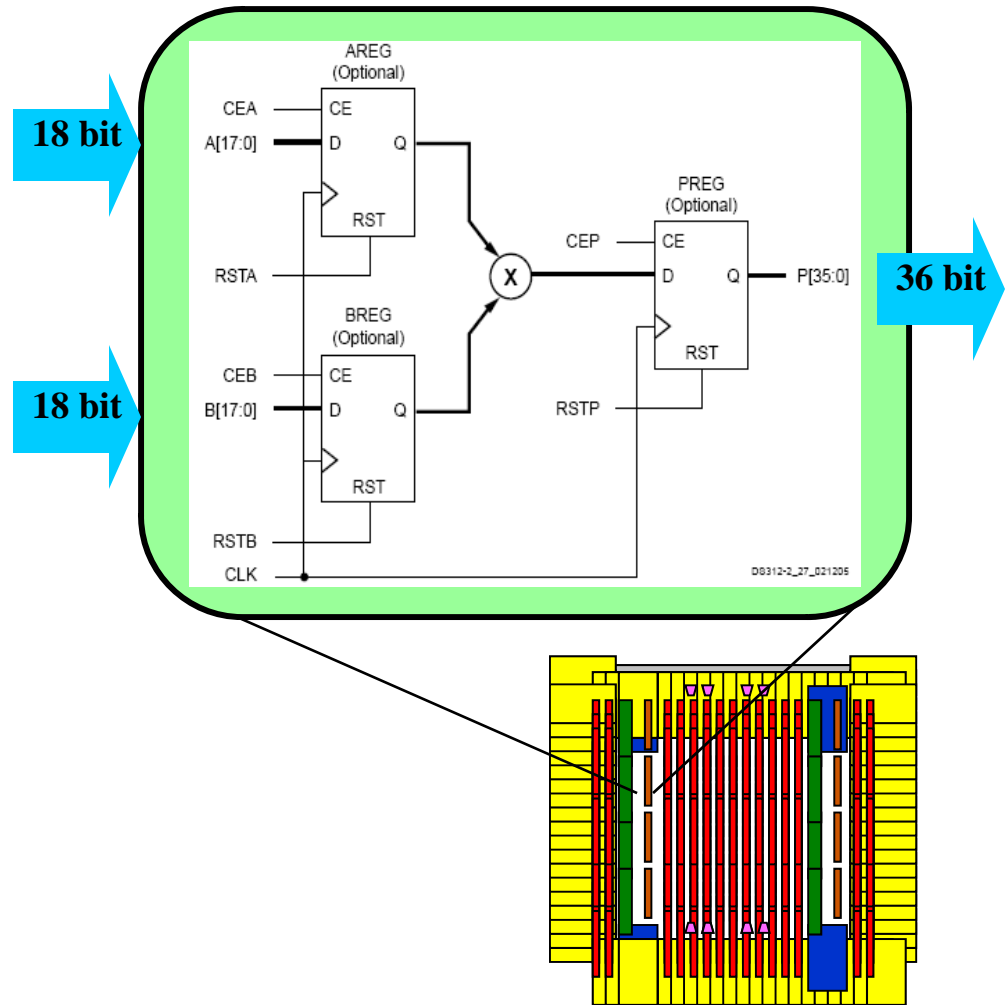 AREG
(Optional)
CEA
CE
18 bit
A[17:0]
D
Q
RST
PREG
(Optional)
CEP
CE
RSTA
X
D
Q
P[35:0]
36 bit
BREG
(Optional)
RST
CEB
CE
18 bit
B[17:0]
D
Q
RSTP
RST
RSTB
CLK
DS312-2_27_021205